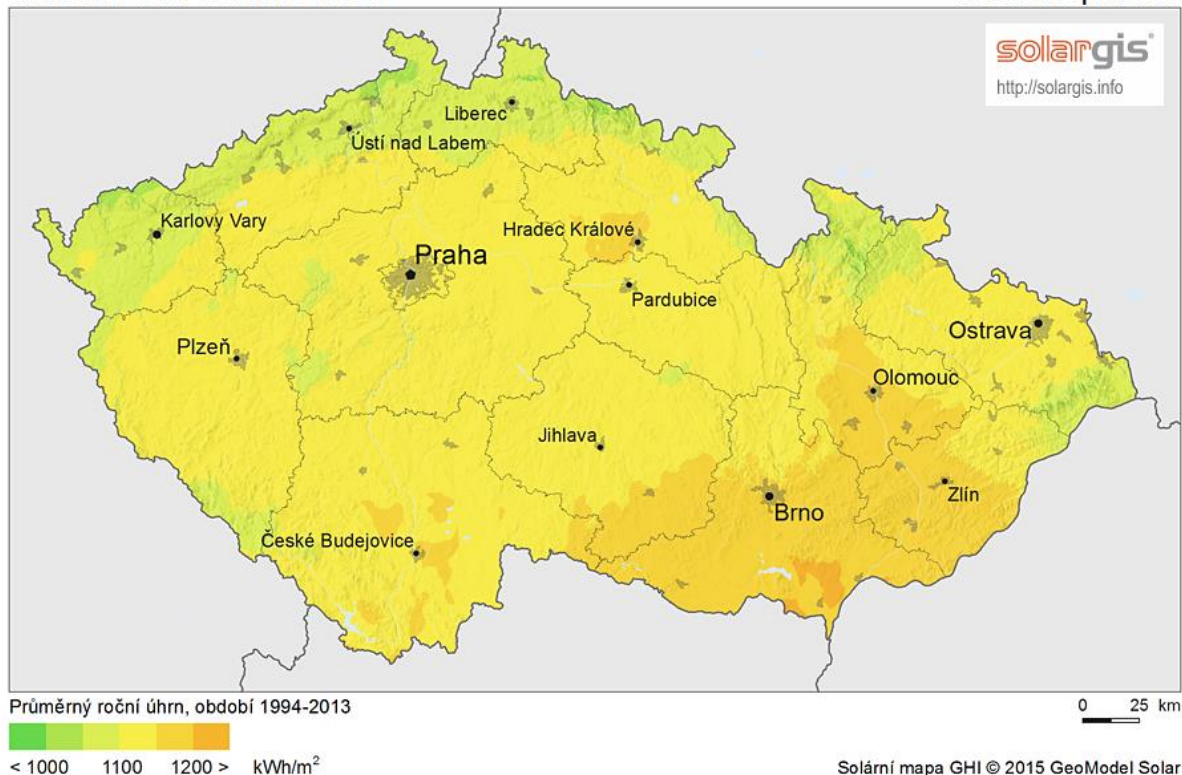 solargis
http://solargis.info
Liberec
Ústí nad Labem
Karlovy Vary
Hradec Králové
Praha
Pardubice
Ostrava
Plzeň
Olomouc
Jihlava
Zlín
Brno
České Budejovice
Průměrný roční úhrn, období 1994-2013
0 25 km
< 1000 1100 1200 > kWh/m²
Solární mapa GHI © 2015 GeoModel Solar